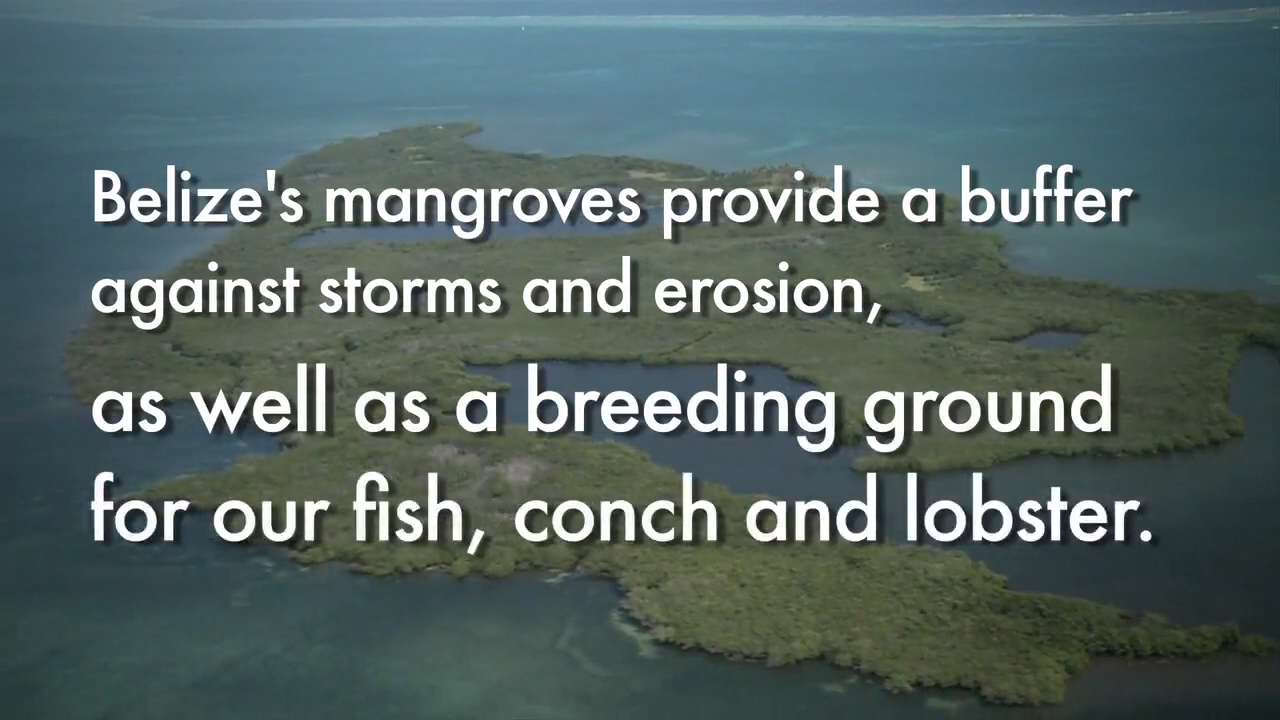 Belize's mangroves provide a buffer
against storms and erosion,
as well as a breeding ground
for our fish, conch and lobster.